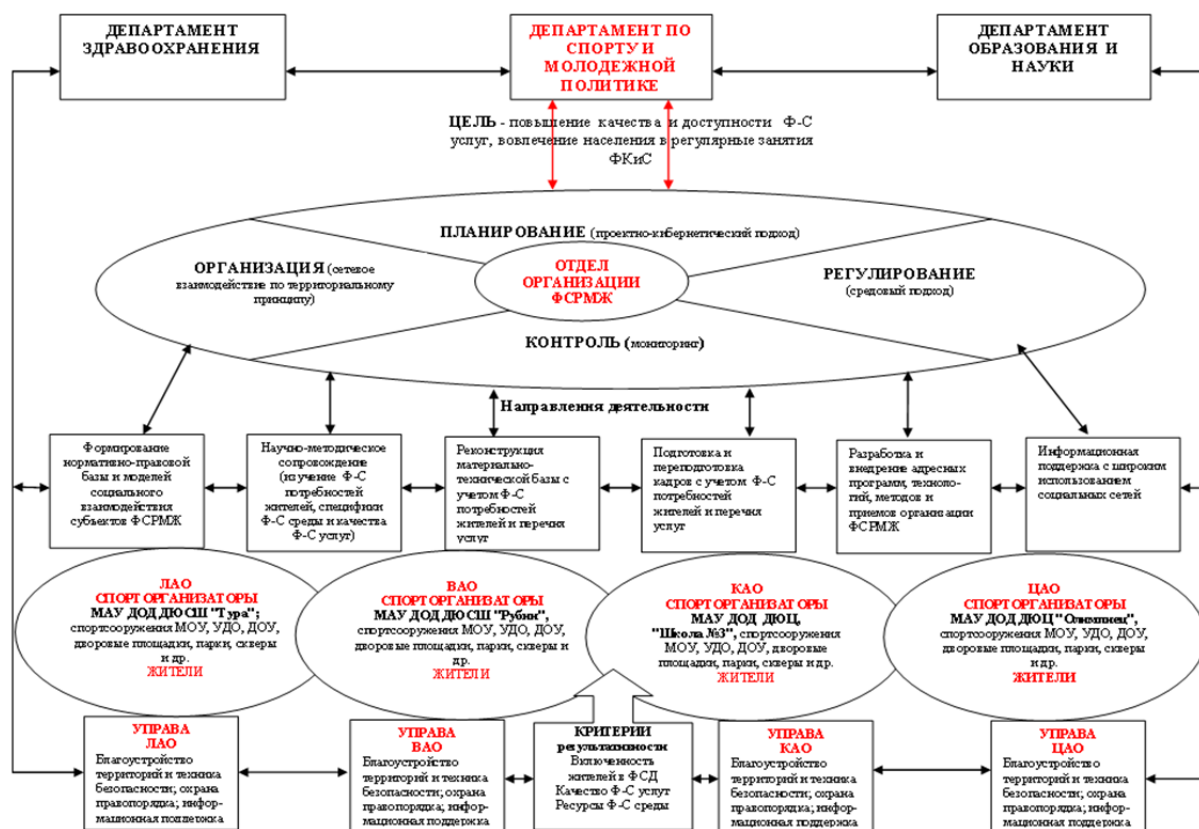 ДЕПАРТАМЕНТ
ЗДРАВООХРАНЕНИЯ
ДЕПАРТАМЕНТ ПО
СПОРТУ И
МОЛОДЕЖНОЙ
ПОЛИТИКЕ
ДЕПАРТАМЕНТ
ОБРАЗОВАНИЯ И
НАУКИ
ЦЕЛЬ - повышение качества и доступности Ф-С
услуг, вовлечение населения в регулярные занятия
ФКиС
ПЛАНИРОВАНИЕ (проектно-кибернетический подход)
ОРГАНИЗАЦИЯ (сетевое
взаимодействие по территориальному
принципу)
ОТДЕЛ
ОРГАНИЗАЦИИ
ФСРМЖ
РЕГУЛИРОВАНИЕ
(средовый подход)
КОНТРОЛЬ (мониторинг)
Направления деятельности
Формирование
нормативно-правовой
базы и моделей
социального
взаимодействия
субъектов ФСРМЖ
Научно-методическое
сопровождение
(изучение Ф-С
потребностей
жителей, специфики
Ф-С среды и качества
Ф-С услуг)
Реконструкция
материально-
технической базы с
учетом Ф-С
потребностей
жителей и перечня
услуг
Подготовка и
переподготовка
кадров с учетом Ф-С
потребностей
жителей и перечня
услуг
Разработка и
внедрение адресных
программ, техноло-
гий, методов и
приемов организации
ФСРМЖ
Информационная
поддержка с широким
использованием
социальных сетей
ЛАО
СПОРТОРГАНИЗАТОРЫ
МАУ ДОД ДЮСШ "Тура";
спортсооружения МОУ, УДО, ДОУ,
дворовые площадки, парки, скверы
и др.
ЖИТЕЛИ
ВАО
СПОРТОРГАНИЗАТОРЫ
МАУ ДОД ДЮСШ "Рубин",
спортсооружения МОУ, УДО, ДОУ,
дворовые площадки, парки, скверы и
др.
ЖИТЕЛИ
КАО
СПОРТОРГАНИЗАТОРЫ
МАУ ДОД ДЮЦ,
"Школа №3", спортсооружения
МОУ, УДО, ДОУ, дворовые
площадки, парки, скверы и др.
ЖИТЕЛИ
ЦАО
СПОРТОРГАНИЗАТОРЫ
МАУ ДОД ДЮЦ "Олимпиец",
спортсооружения МОУ, УДО, ДОУ,
дворовые площадки, парки, скверы
и др.
ЖИТЕЛИ
УПРАВА
ЛАО
Благоустройство
территорий и техника
безопасности; охрана
правопорядка; инфор-
мационная поддержка
УПРАВА
ВАО
Благоустройство
территорий и техника
безопасности; охрана
правопорядка; инфор-
мационная поддержка
КРИТЕРИИ
результативности
Включенность
жителей в ФСД
Качество Ф-С услуг
Ресурсы Ф-С среды
УПРАВА
КАО
Благоустройство
территорий и техника
безопасности; охрана
правопорядка; инфор-
мационная поддержка
УПРАВА
ЦАО
Благоустройство
территорий и техника
безопасности; охрана
правопорядка; инфор-
мационная поддержка